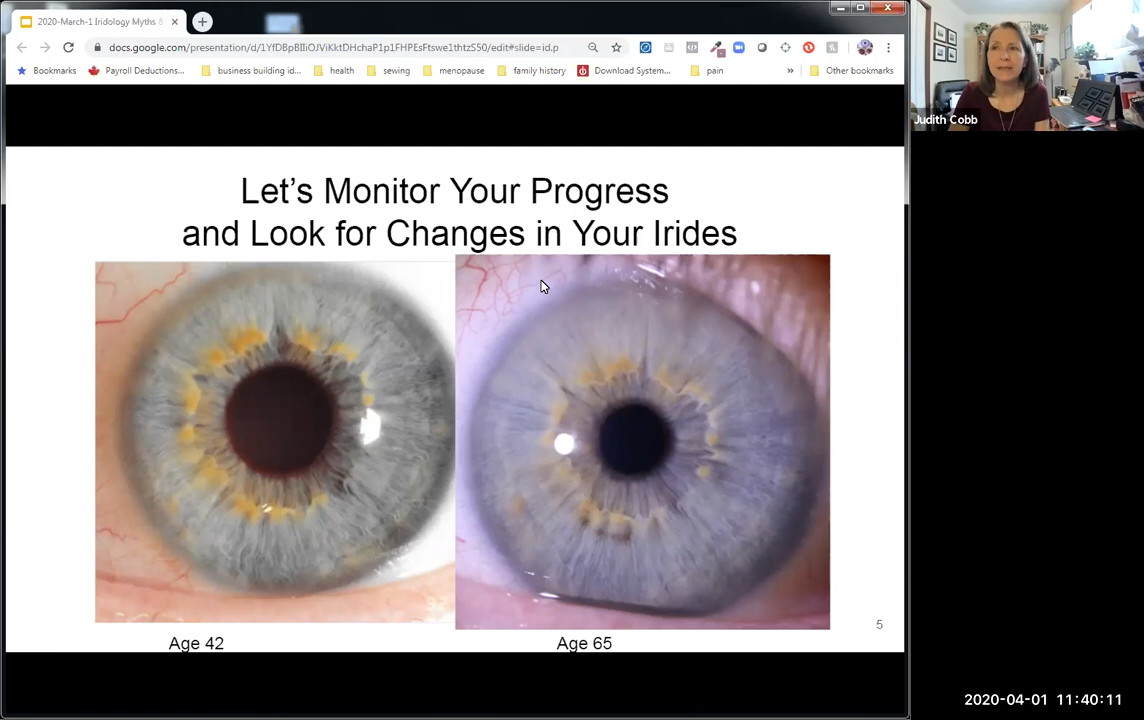 2020-March-1 Iridology Myths &
docs.google.com/presentation/d/1YfDBpBIIiOJViKktDHchaP1p1FHPEsFtswe1thtzS50/edit#slide=id.p
Bookmarks Payroll Deductions... business building id... health sewing menopause family history Download System... pain » Other bookmarks
Judith Cobb
Let's Monitor Your Progress
and Look for Changes in Your Irides
Age 42
Age 65
5
2020-04-01 11:40:11